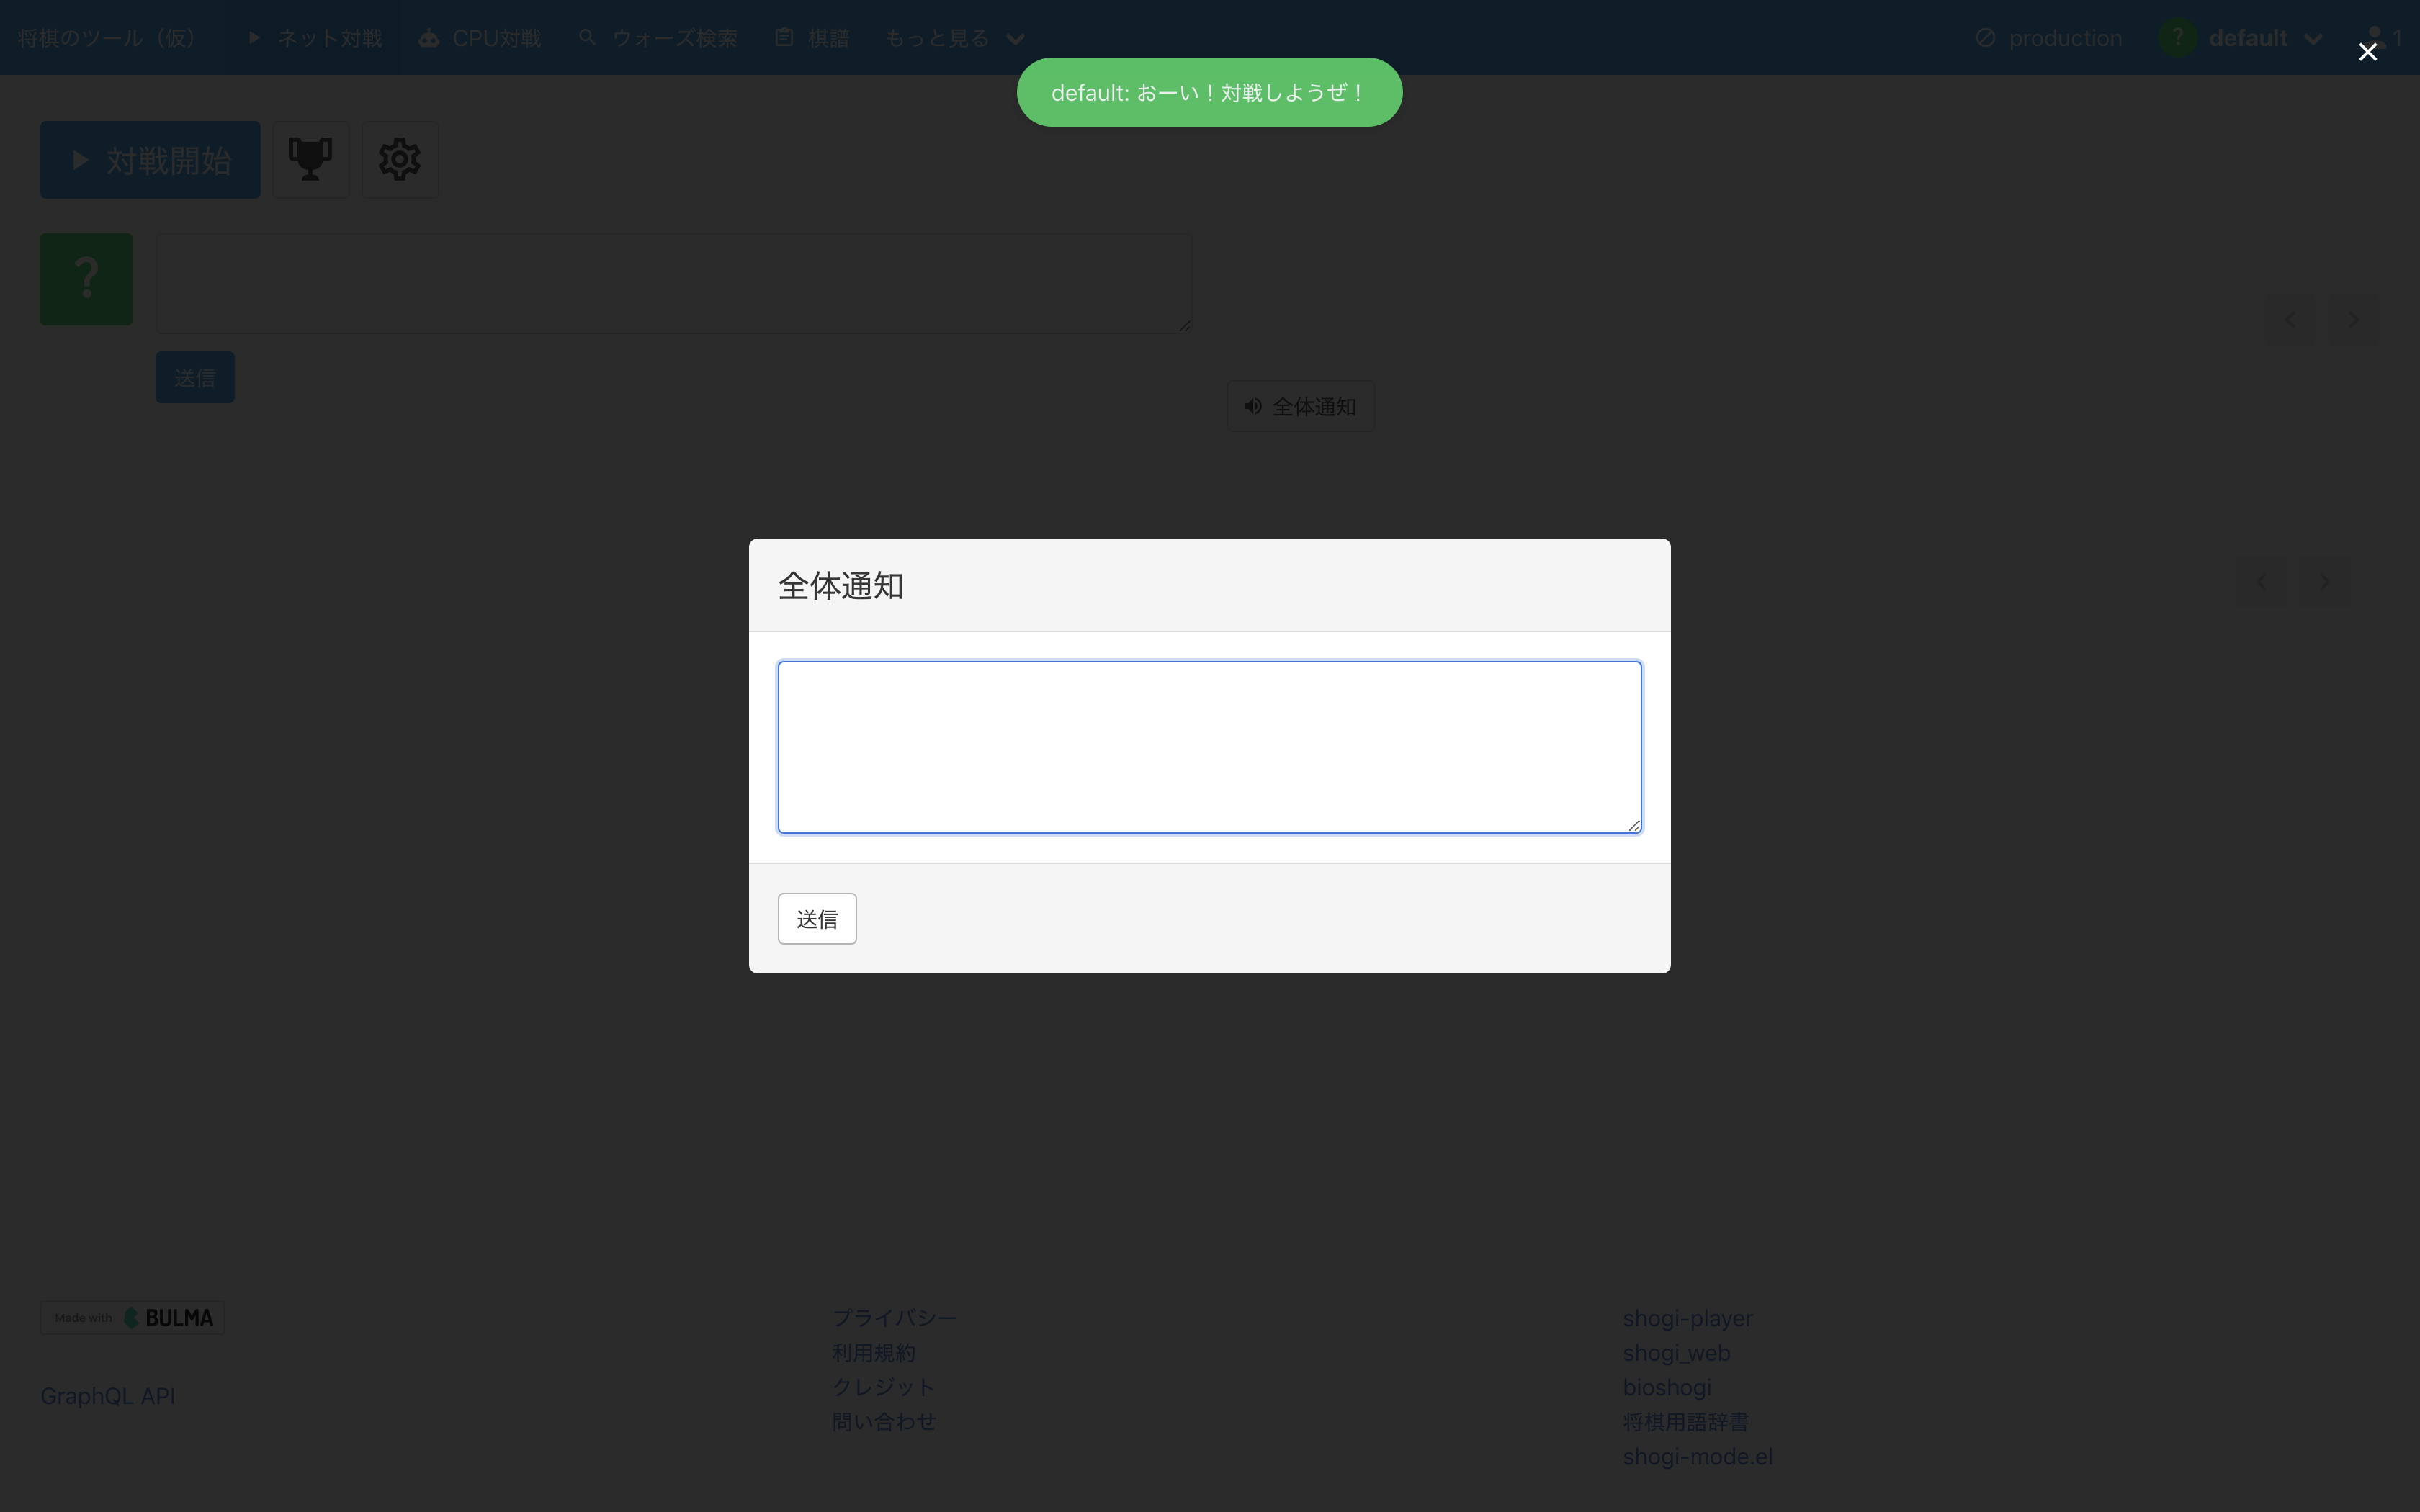 将棋のツール（仮） ネット対戦 CPU対戦 ウォーズ検索 棋譜 もっと見る production ? default 1
default: おーい！対戦しようぜ！
対戦開始
?
送信
全体通知
全体通知
送信
Made with BULMA
GraphQL API
プライバシー
利用規約
クレジット
問い合わせ
shogi-player
shogi_web
bioshogi
将棋用語辞書
shogi-mode.el